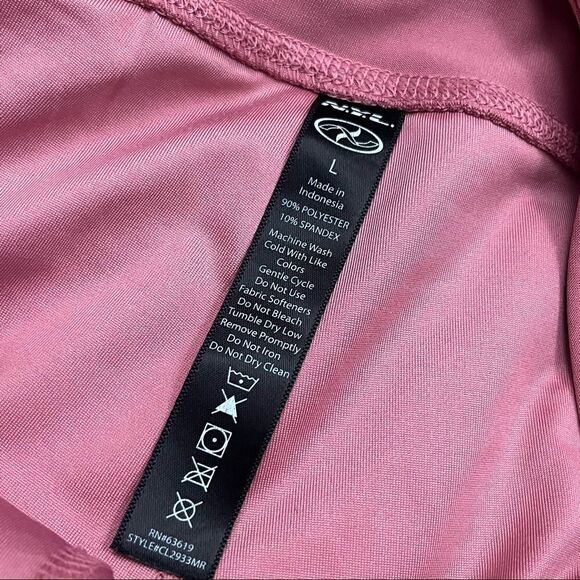 N.Y.L.
L
Made in
Indonesia
90% POLYESTER
10% SPANDEX
Machine Wash
Cold With Like
Colors
Gentle Cycle
Do Not Use
Fabric Softeners
Do Not Bleach
Tumble Dry Low
Remove Promptly
Do Not Iron
Do Not Dry Clean
RN#63619
STYLE#CL2933MR